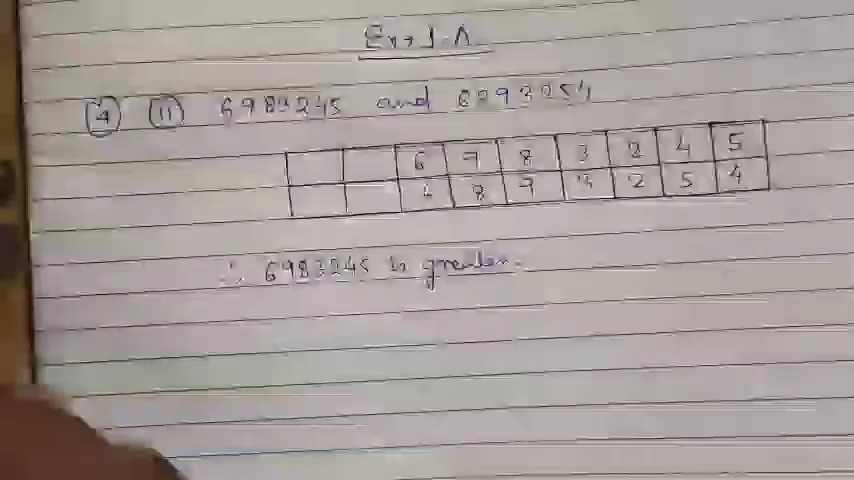 Ex → 1.A
4 (ii) 6983245 and 6893254
6 9 8 3 2 4 5
6 8 9 3 2 5 4
∴ 6983245 is greater.